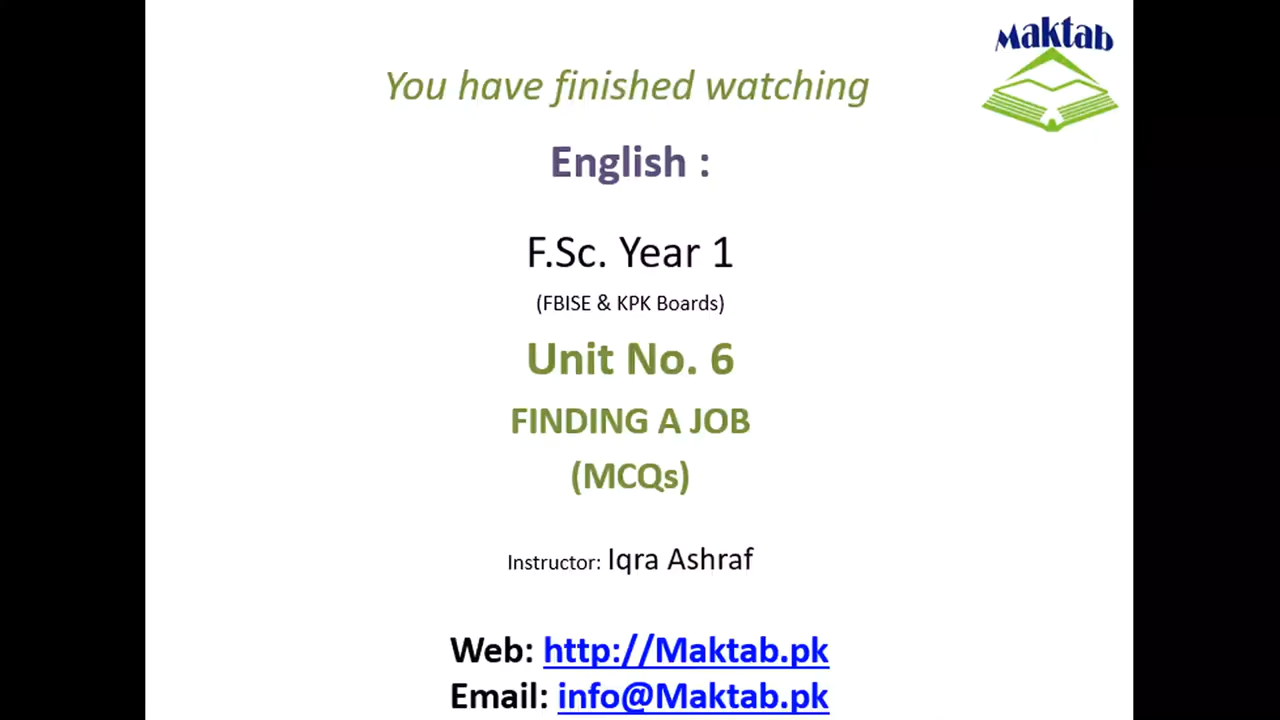 Maktab
You have finished watching
English :
F.Sc. Year 1
(FBISE & KPK Boards)
Unit No. 6
FINDING A JOB
(MCQs)
Instructor: Iqra Ashraf
Web: http://Maktab.pk
Email: info@Maktab.pk